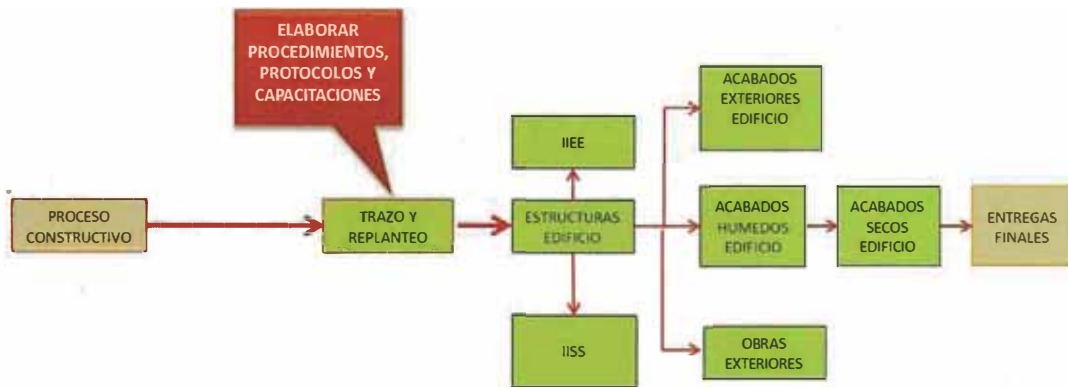 ELABORAR
PROCEDIMIENTOS,
PROTOCOLOS Y
CAPACITACIONES
PROCESO
CONSTRUCTIVO
TRAZO Y
REPLANTEO
IIEE
ESTRUCTURAS
EDIFICIO
IISS
ACABADOS
EXTERIORES
EDIFICIO
ACABADOS
HUMEDOS
EDIFICIO
ACABADOS
SECOS
EDIFICIO
ENTREGAS
FINALES
OBRAS
EXTERIORES